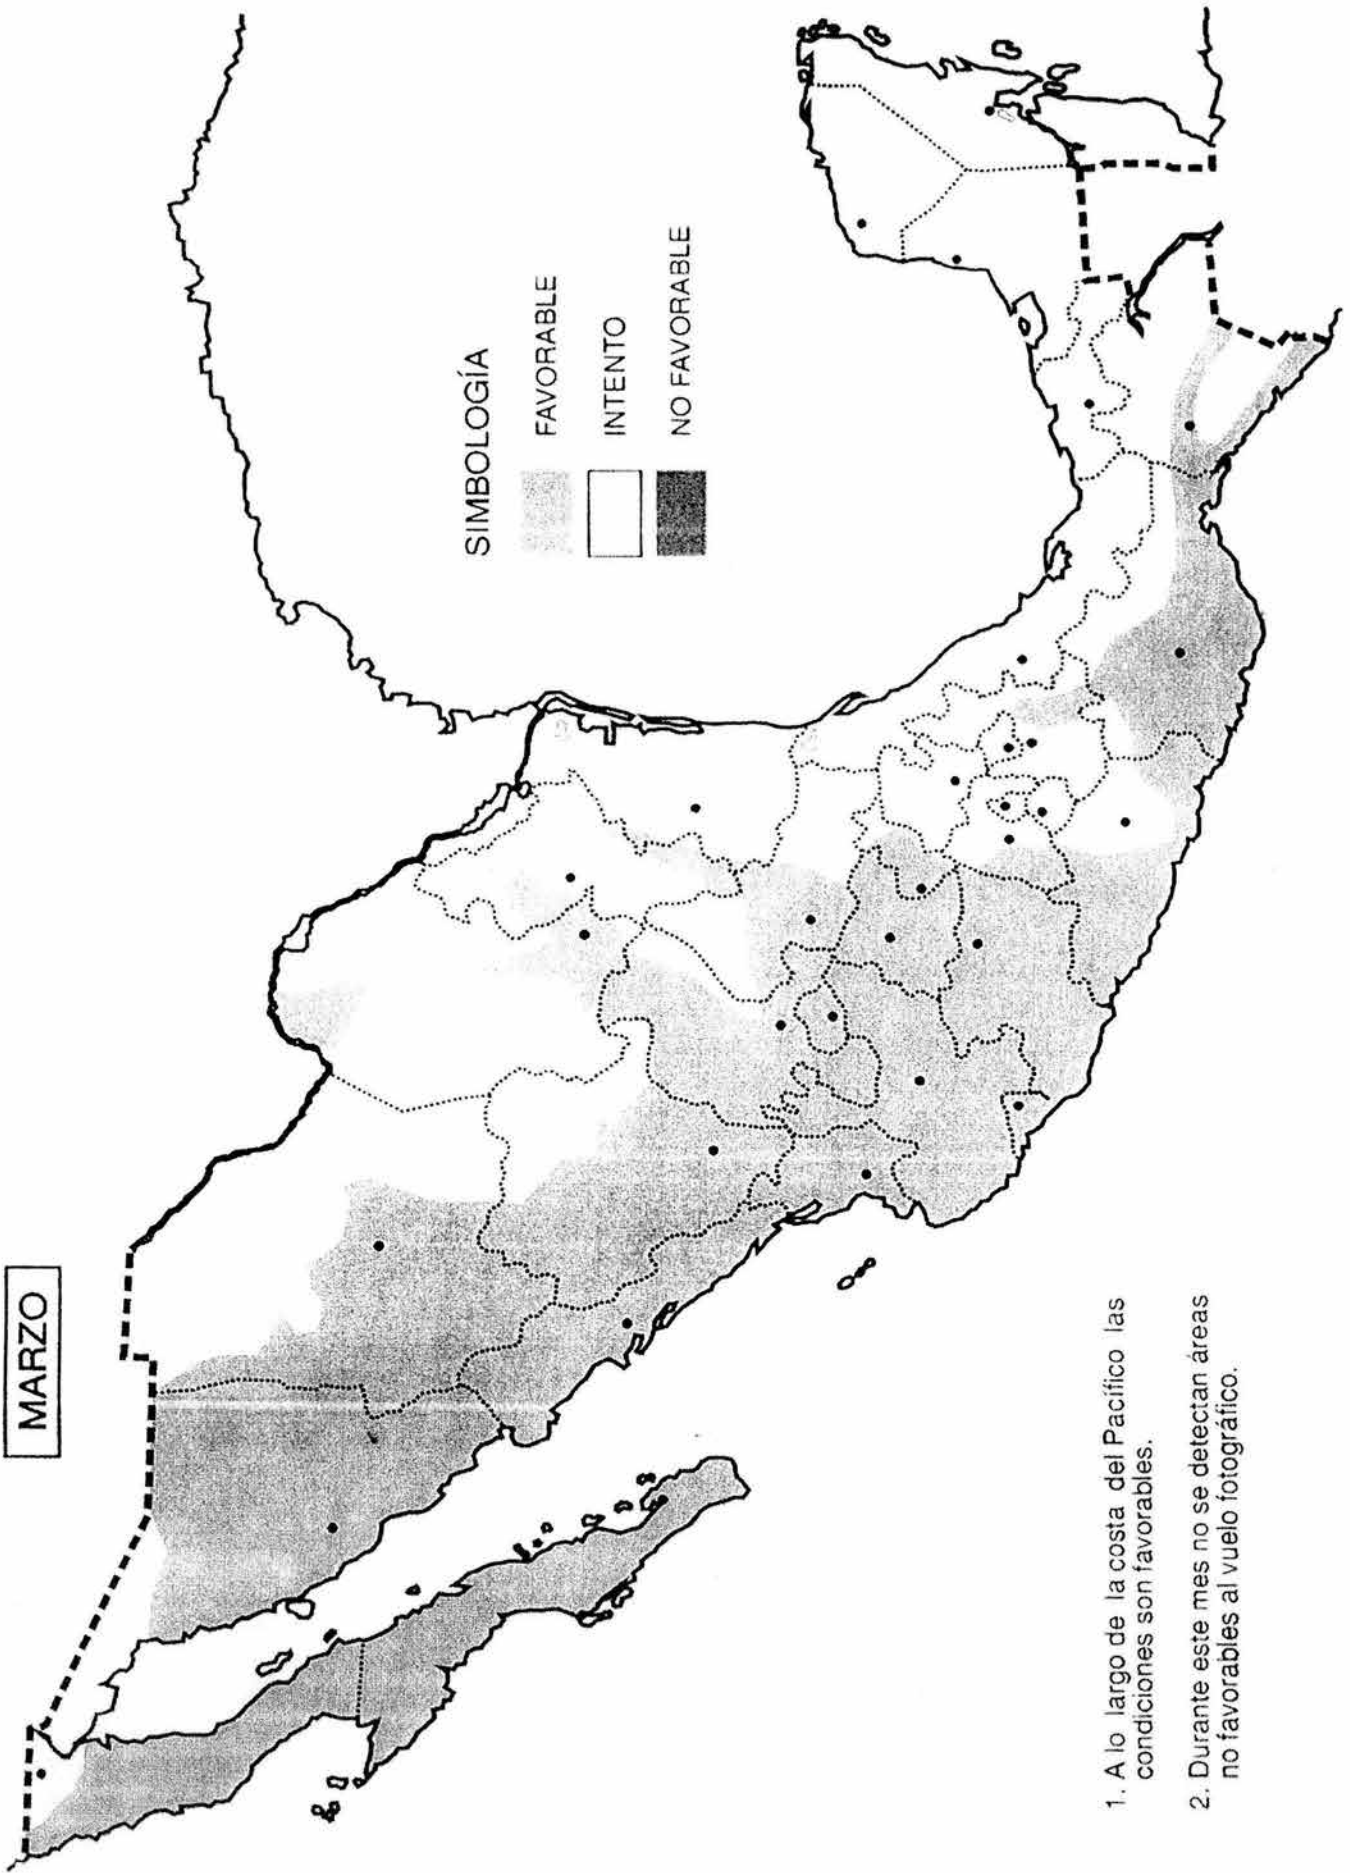 MARZO
SIMBOLOGÍA
FAVORABLE
INTENTO
NO FAVORABLE
1. A lo largo de la costa del Pacífico las
condiciones son favorables.
2. Durante este mes no se detectan áreas
no favorables al vuelo fotográfico.